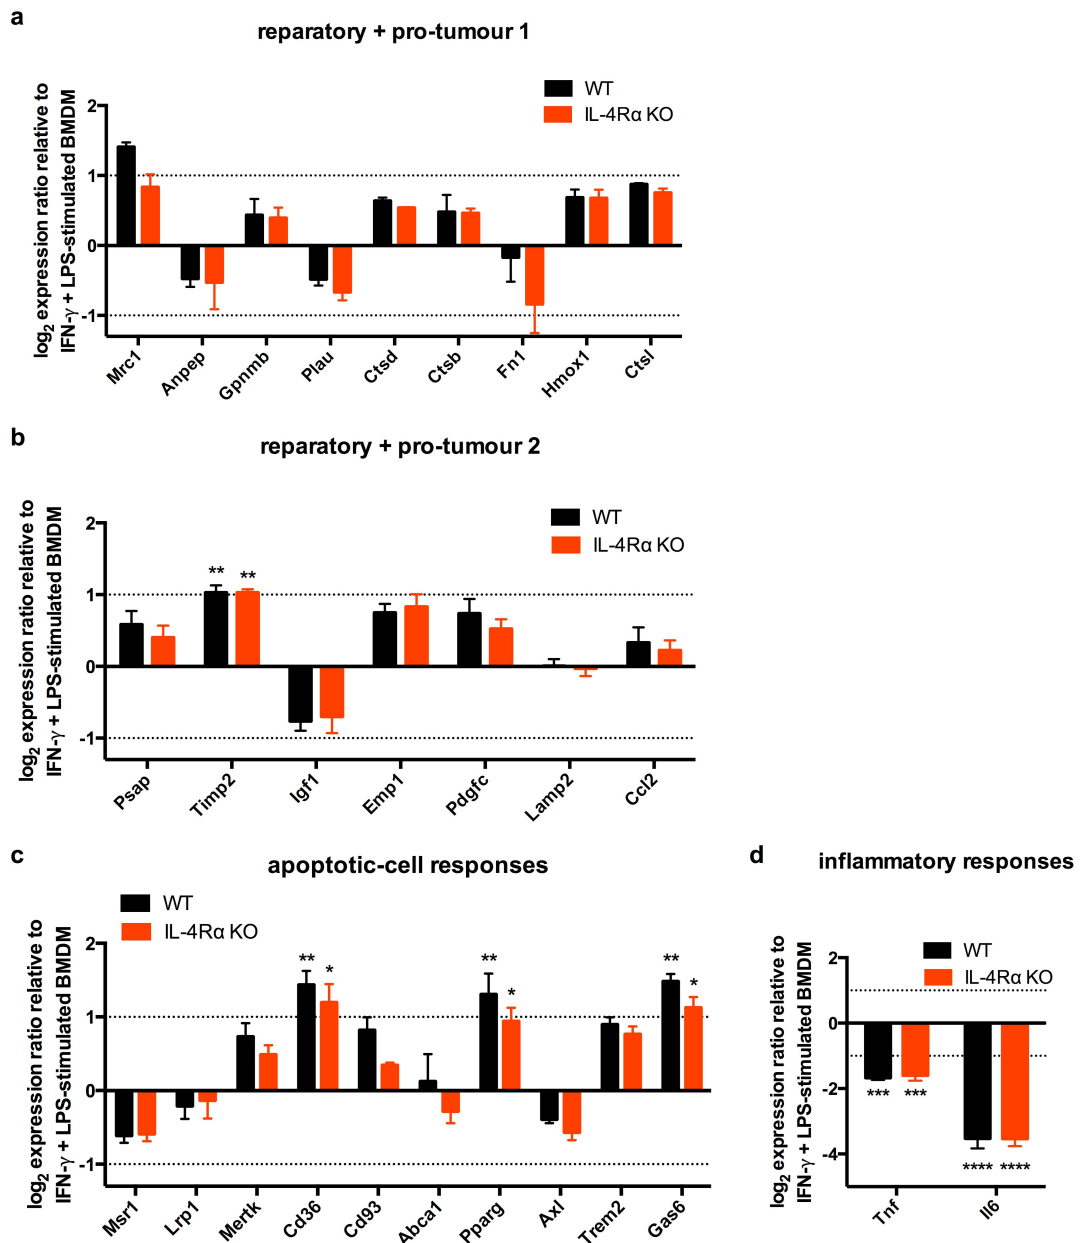 a
reparatory + pro-tumour 1
WT
IL-4Rα KO
log2 expression ratio relative to
IFN-γ + LPS-stimulated BMDM
2
1
0
-1
Mrc1
Anpep
Gpnmb
Plau
Ctsd
Ctsb
Fn1
Hmox1
Ctsl
b
reparatory + pro-tumour 2
WT
IL-4Rα KO
log2 expression ratio relative to
IFN-γ + LPS-stimulated BMDM
2
1
0
-1
** **
Psap
Timp2
Igf1
Emp1
Pdgfc
Lamp2
Ccl2
c
apoptotic-cell responses
WT
IL-4Rα KO
log2 expression ratio relative to
IFN-γ + LPS-stimulated BMDM
2
1
0
-1
** * ** * ** *
Msr1
Lrp1
Mertk
Cd36
Cd93
Abca1
Pparg
Axl
Trem2
Gas6
d
inflammatory responses
WT
IL-4Rα KO
log2 expression ratio relative to
IFN-γ + LPS-stimulated BMDM
2
0
-2
-4
*** ***
**** ****
Tnf
Il6